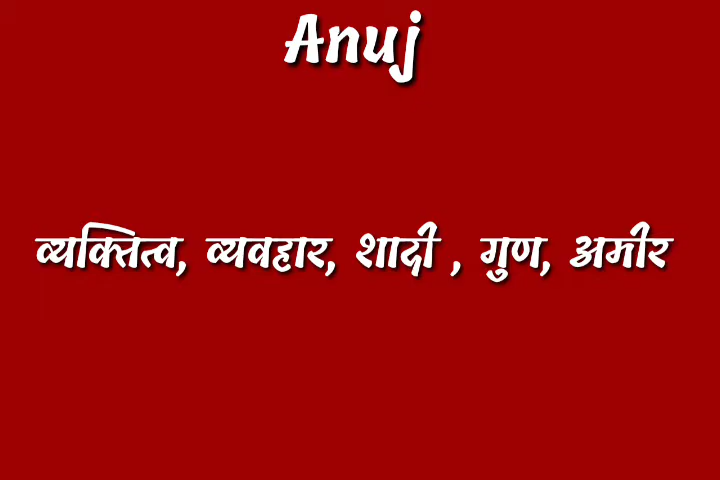 Anuj
व्यक्तित्व, व्यवहार, शादी , गुण, अमीर